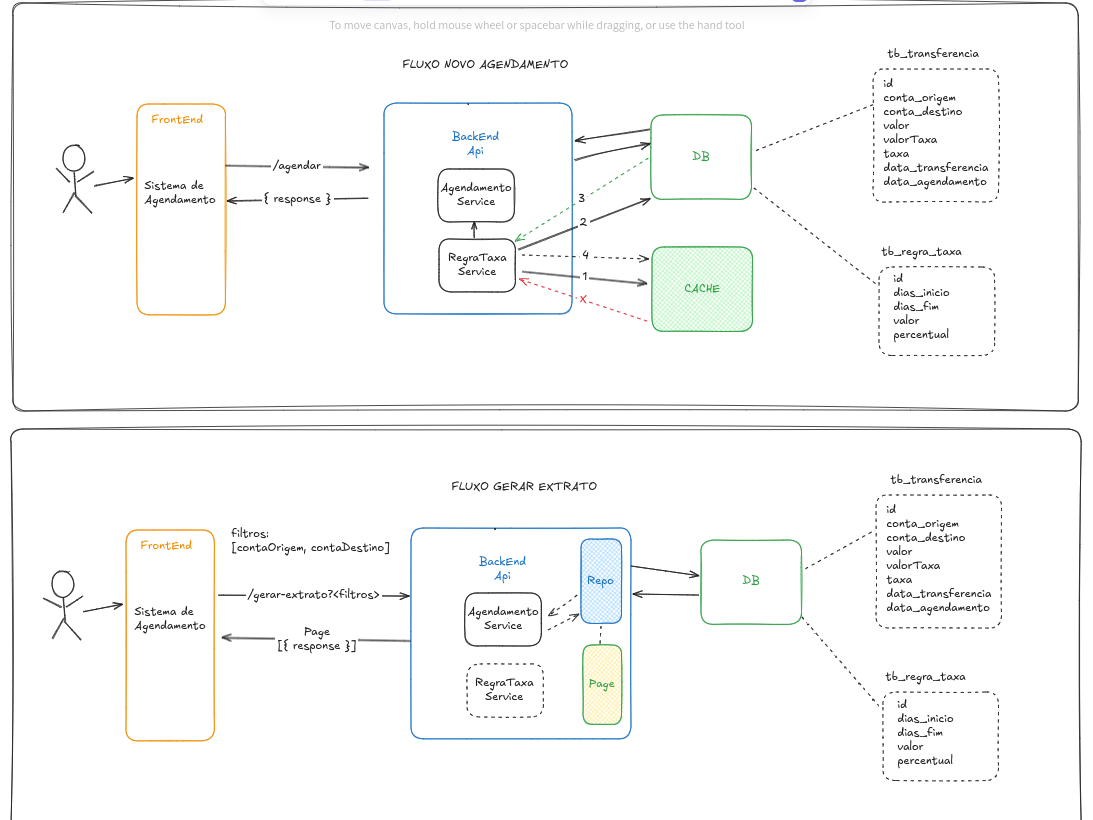 To move canvas, hold mouse wheel or spacebar while dragging, or use the hand tool
FLUXO NOVO AGENDAMENTO
FrontEnd
Sistema de
Agendamento
/agendar
{ response }
BackEnd
Api
Agendamento
Service
RegraTaxa
Service
3
2
4
1
X
DB
CACHE
tb_transferencia
id
conta_origem
conta_destino
valor
valorTaxa
taxa
data_transferencia
data_agendamento
tb_regra_taxa
id
dias_inicio
dias_fim
valor
percentual
FLUXO GERAR EXTRATO
FrontEnd
Sistema de
Agendamento
filtros:
[contaOrigem, contaDestino]
/gerar-extrato?<filtros>
Page
[{ response }]
BackEnd
Api
Agendamento
Service
RegraTaxa
Service
Repo
Page
DB
tb_transferencia
id
conta_origem
conta_destino
valor
valorTaxa
taxa
data_transferencia
data_agendamento
tb_regra_taxa
id
dias_inicio
dias_fim
valor
percentual